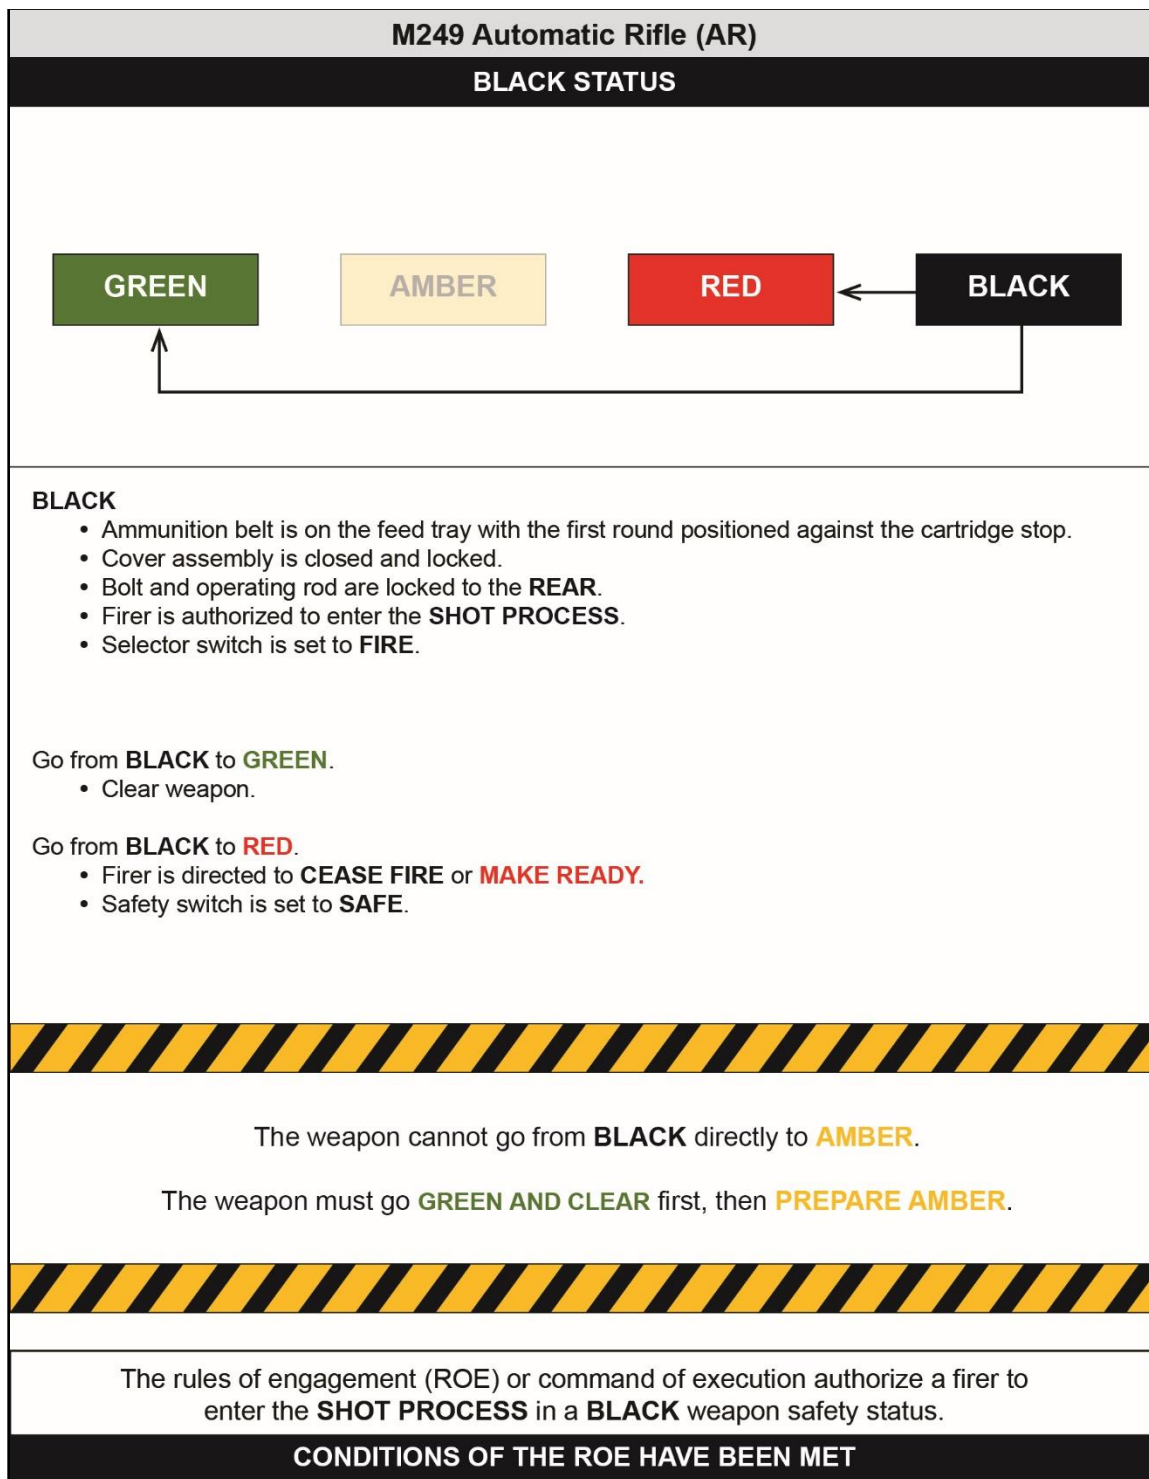 M249 Automatic Rifle (AR)
BLACK STATUS
GREEN
AMBER
RED
BLACK
BLACK
• Ammunition belt is on the feed tray with the first round positioned against the cartridge stop.
• Cover assembly is closed and locked.
• Bolt and operating rod are locked to the REAR.
• Firer is authorized to enter the SHOT PROCESS.
• Selector switch is set to FIRE.
Go from BLACK to GREEN.
• Clear weapon.
Go from BLACK to RED.
• Firer is directed to CEASE FIRE or MAKE READY.
• Safety switch is set to SAFE.
The weapon cannot go from BLACK directly to AMBER.
The weapon must go GREEN AND CLEAR first, then PREPARE AMBER.
The rules of engagement (ROE) or command of execution authorize a firer to
enter the SHOT PROCESS in a BLACK weapon safety status.
CONDITIONS OF THE ROE HAVE BEEN MET